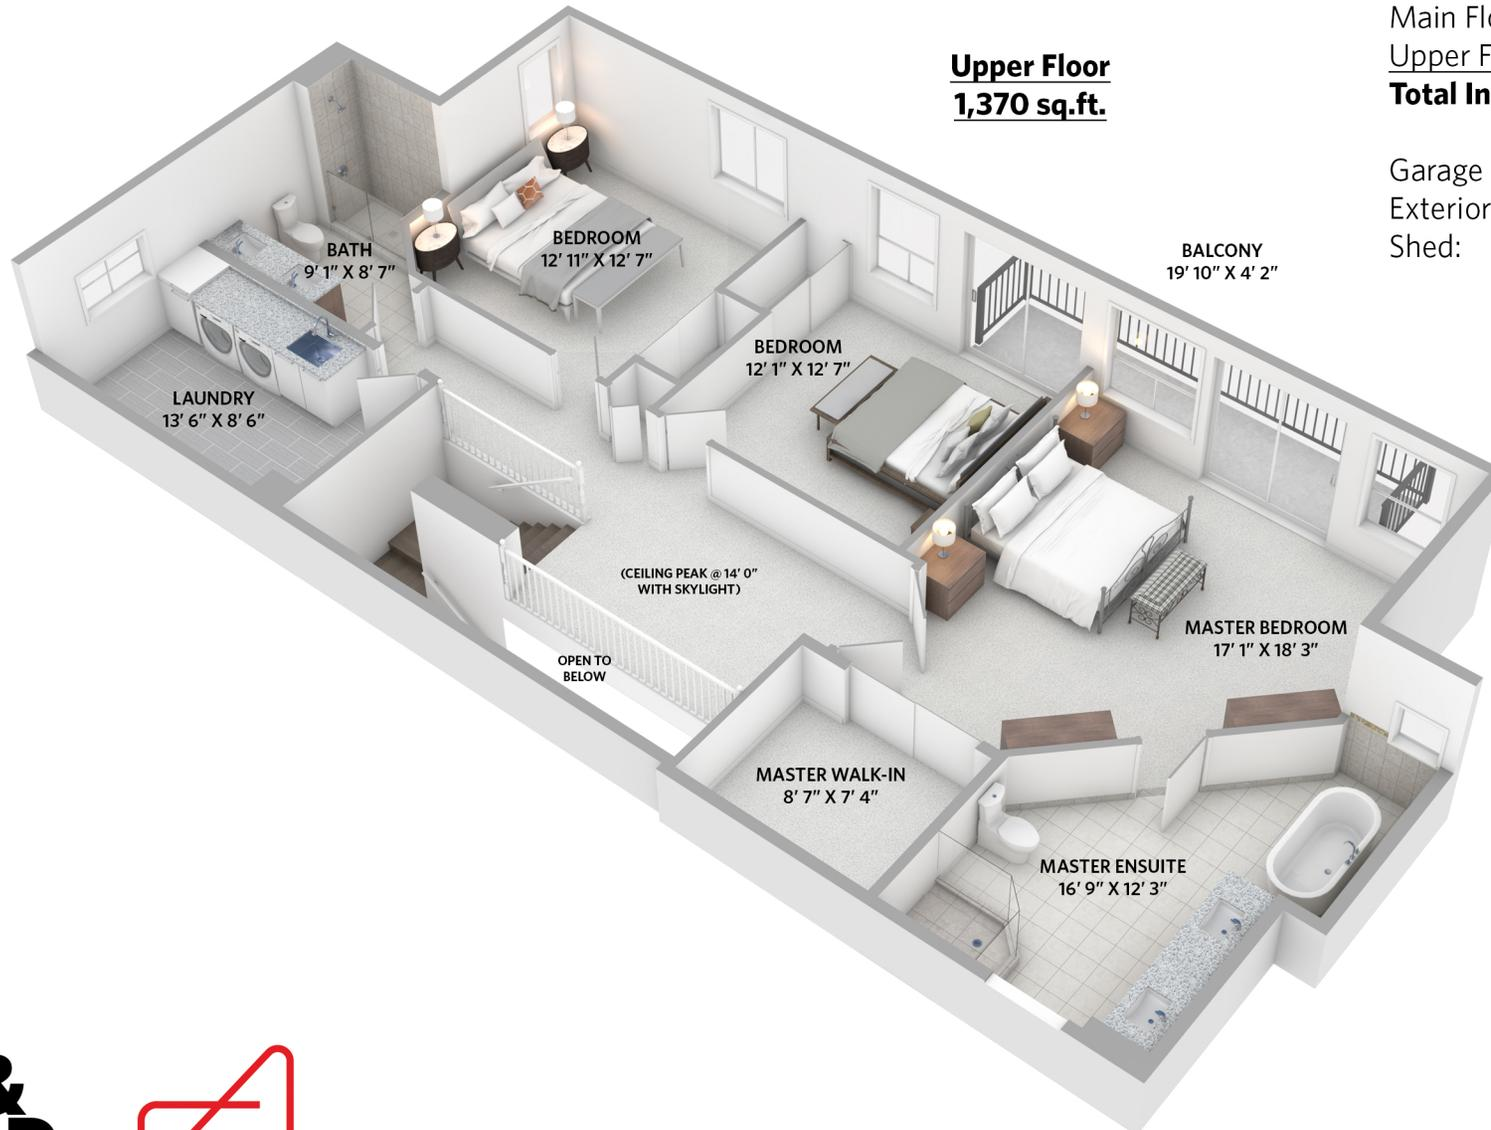 Upper Floor
1,370 sq.ft.
Main Flo
Upper F
Total In
Garage
Exterior
Shed:
BALCONY
19' 10" X 4' 2"
BEDROOM
12' 11" X 12' 7"
BATH
9' 1" X 8' 7"
BEDROOM
12' 1" X 12' 7"
LAUNDRY
13' 6" X 8' 6"
(CEILING PEAK @ 14' 0"
WITH SKYLIGHT)
OPEN TO
BELOW
MASTER BEDROOM
17' 1" X 18' 3"
MASTER WALK-IN
8' 7" X 7' 4"
MASTER ENSUITE
16' 9" X 12' 3"
&